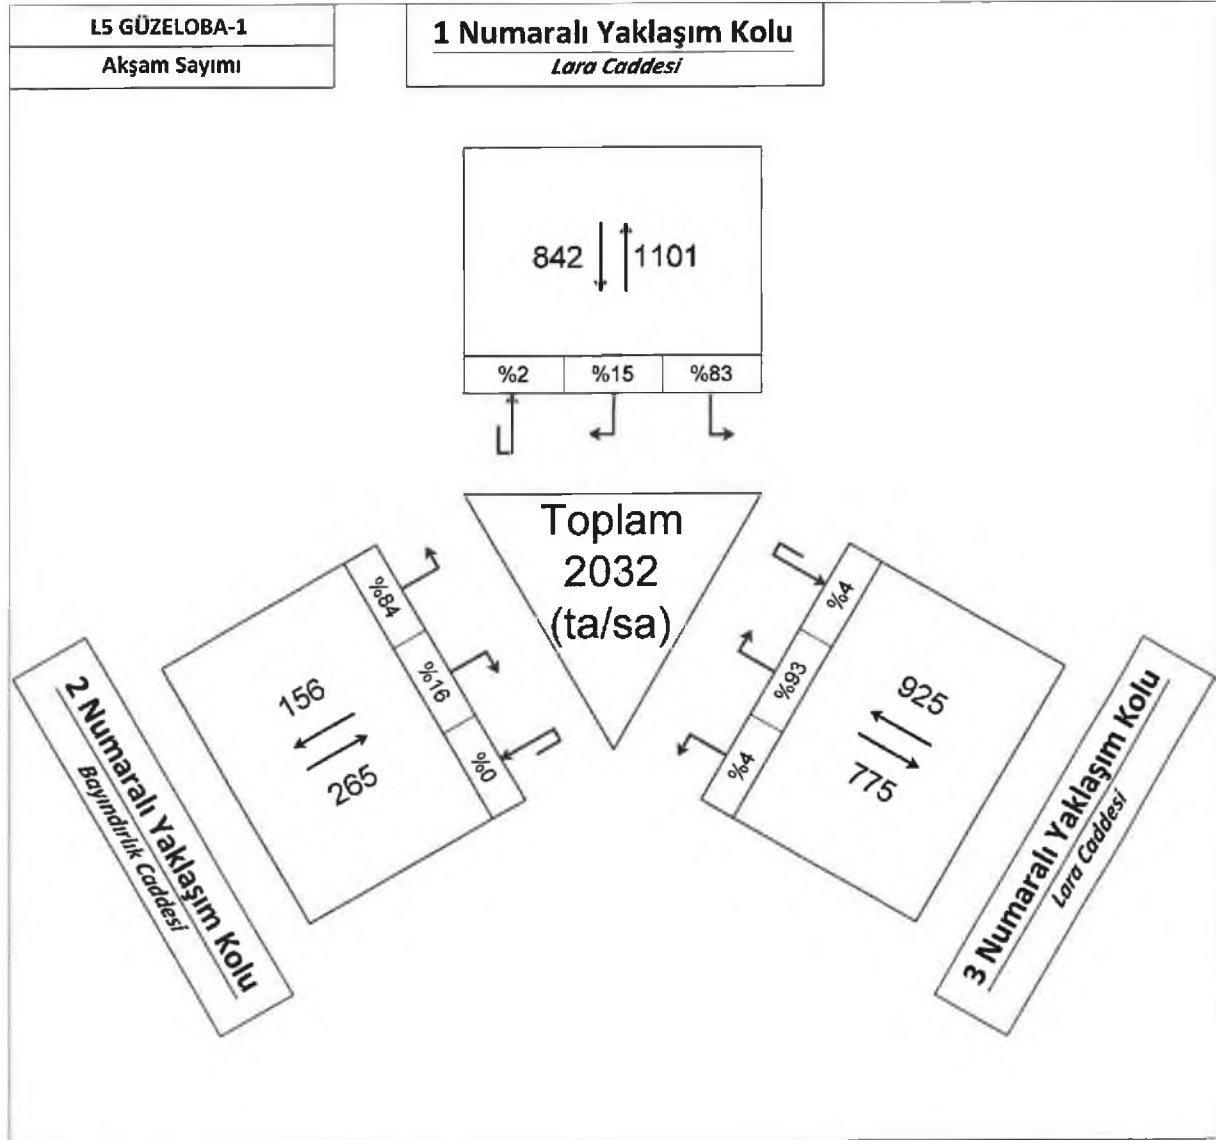 L5 GÜZELOBA-1
Akşam Sayımı
1 Numaralı Yaklaşım Kolu
Lara Caddesi
842
1101
%2
%15
%83
Toplam
2032
(ta/sa)
%84
%16
%0
156
265
2 Numaralı Yaklaşım Kolu
Bayındırlık Caddesi
%4
%93
%4
925
775
3 Numaralı Yaklaşım Kolu
Lara Caddesi